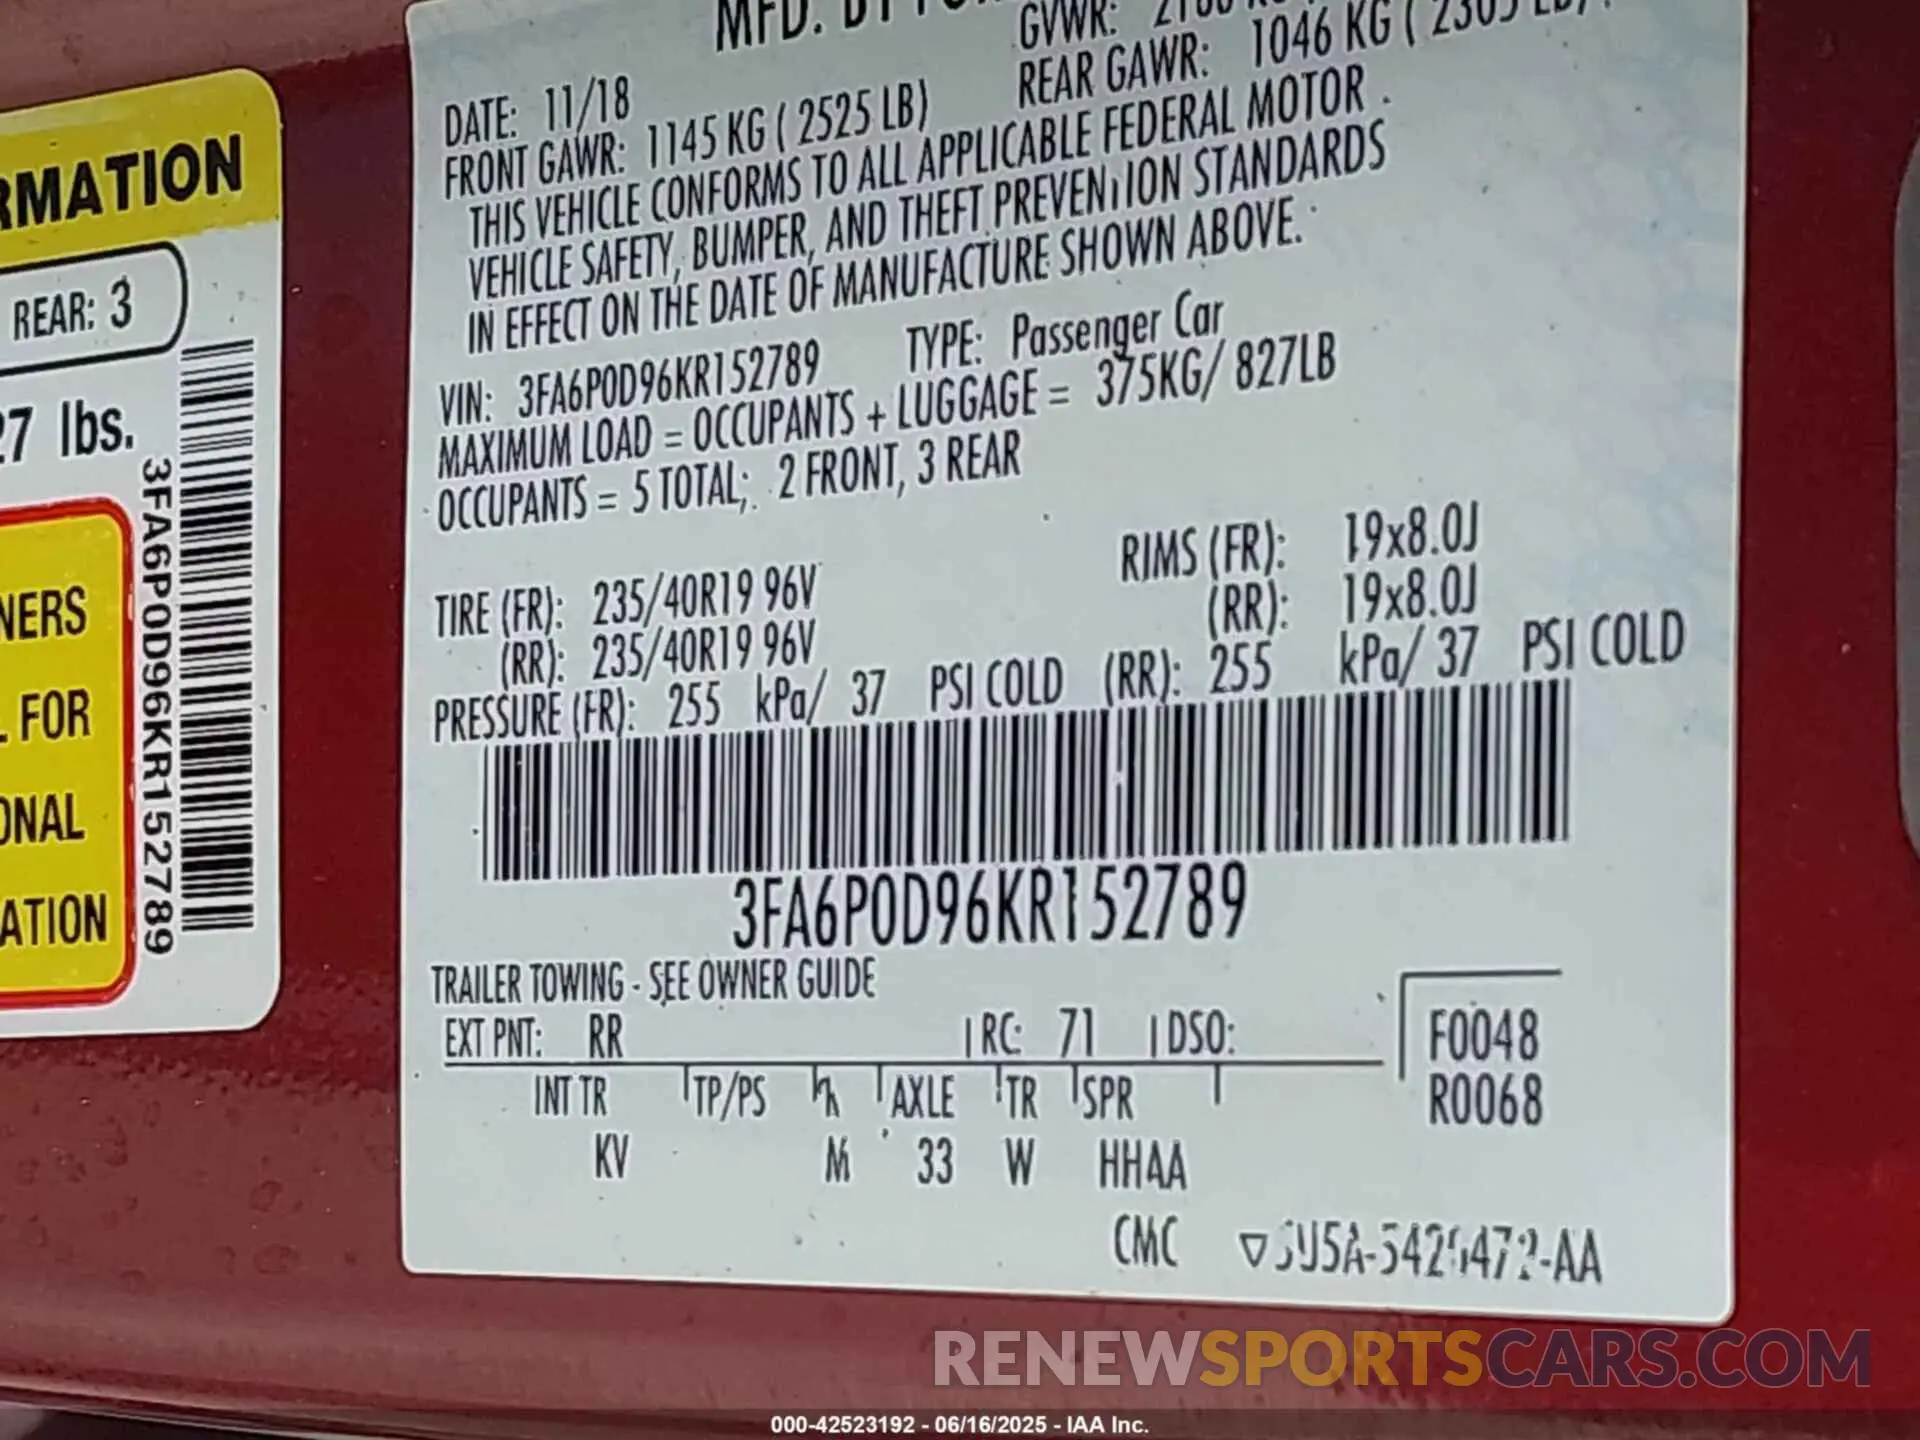 RMATION
REAR: 3
27 lbs.
NERS
FOR
ONAL
ATION
3FA6P0D96KR152789
MFD. BY
GVWR:
DATE: 11/18
FRONT GAWR: 1145 KG ( 2525 LB)
REAR GAWR: 1046 KG ( 2305 LB)
THIS VEHICLE CONFORMS TO ALL APPLICABLE FEDERAL MOTOR
VEHICLE SAFETY, BUMPER, AND THEFT PREVENTION STANDARDS
IN EFFECT ON THE DATE OF MANUFACTURE SHOWN ABOVE.
VIN: 3FA6P0D96KR152789 TYPE: Passenger Car
MAXIMUM LOAD = OCCUPANTS + LUGGAGE = 375KG/ 827LB
OCCUPANTS = 5 TOTAL; 2 FRONT, 3 REAR
TIRE (FR): 235/40R19 96V RIMS (FR): 19x8.0J
(RR): 235/40R19 96V (RR): 19x8.0J
PRESSURE (FR): 255 kPa/ 37 PSI COLD (RR): 255 kPa/ 37 PSI COLD
3FA6P0D96KR152789
TRAILER TOWING - SEE OWNER GUIDE
EXT PNT: RR RC: 71 DSO: F0048
INT TR TP/PS R AXLE TR SPR R0068
KV M 33 W HHAA
CMC
RENEWSPORTSCARS.COM
000-42523192 - 06/16/2025 - IAA Inc.